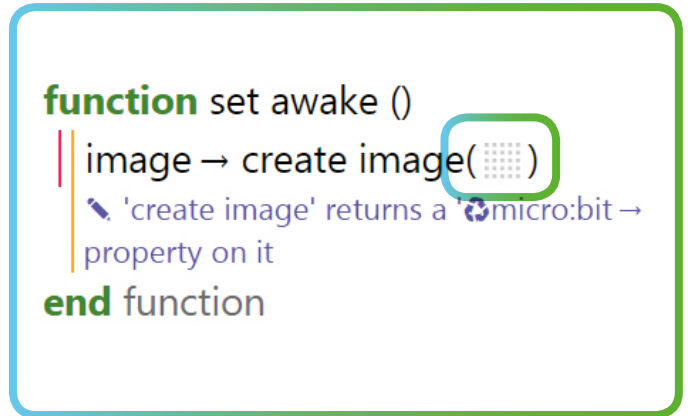 function set awake ()
image → create image( )
'create image' returns a '♻micro:bit →
property on it
end function